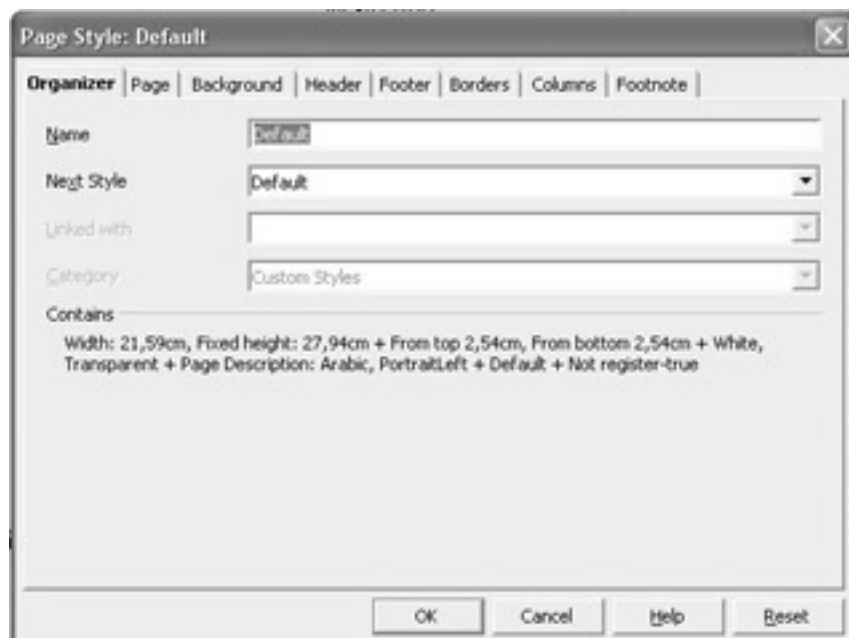 Page Style: Default
Organizer Page Background Header Footer Borders Columns Footnote
Name Default
Next Style Default
Linked with
Category Custom Styles
Contains
Width: 21,59cm, Fixed height: 27,94cm + From top 2,54cm, From bottom 2,54cm + White,
Transparent + Page Description: Arabic, PortraitLeft + Default + Not register-true
OK Cancel Help Reset